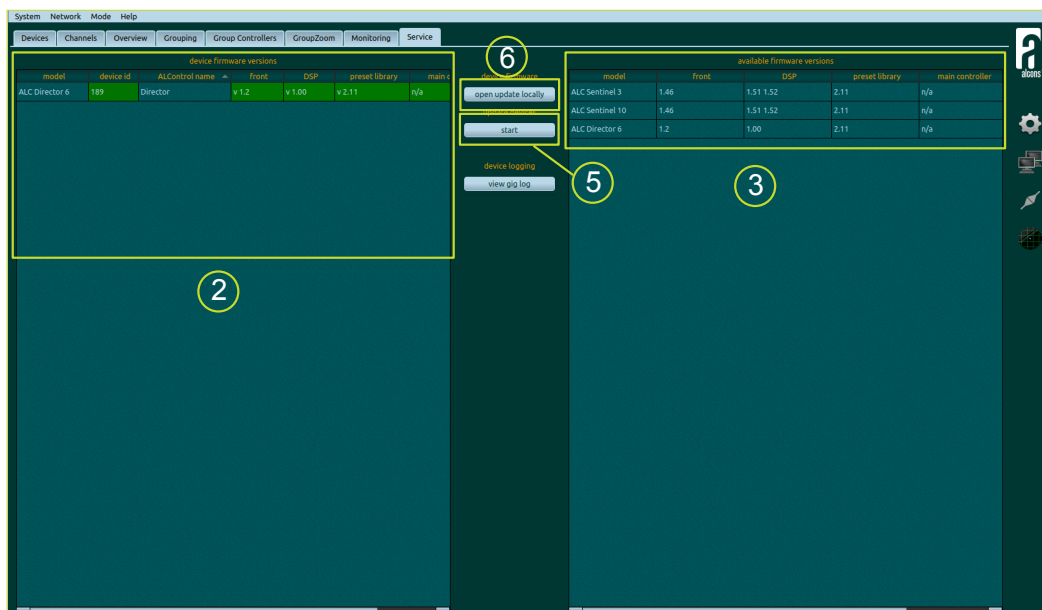 System Network Mode Help
Devices Channels Overview Grouping Group Controllers GroupZoom Monitoring Service
device firmware versions
model device id ALControl name front DSP preset library main c
ALC Director 6 189 Director v 1.2 v 1.00 v 2.11 n/a
2
6
device firmware
open update locally
start
5
device logging
view gig log
available firmware versions
model front DSP preset library main controller
ALC Sentinel 3 1.46 1.51 1.52 2.11 n/a
ALC Sentinel 10 1.46 1.51 1.52 2.11 n/a
ALC Director 6 1.2 1.00 2.11 n/a
3
alcons